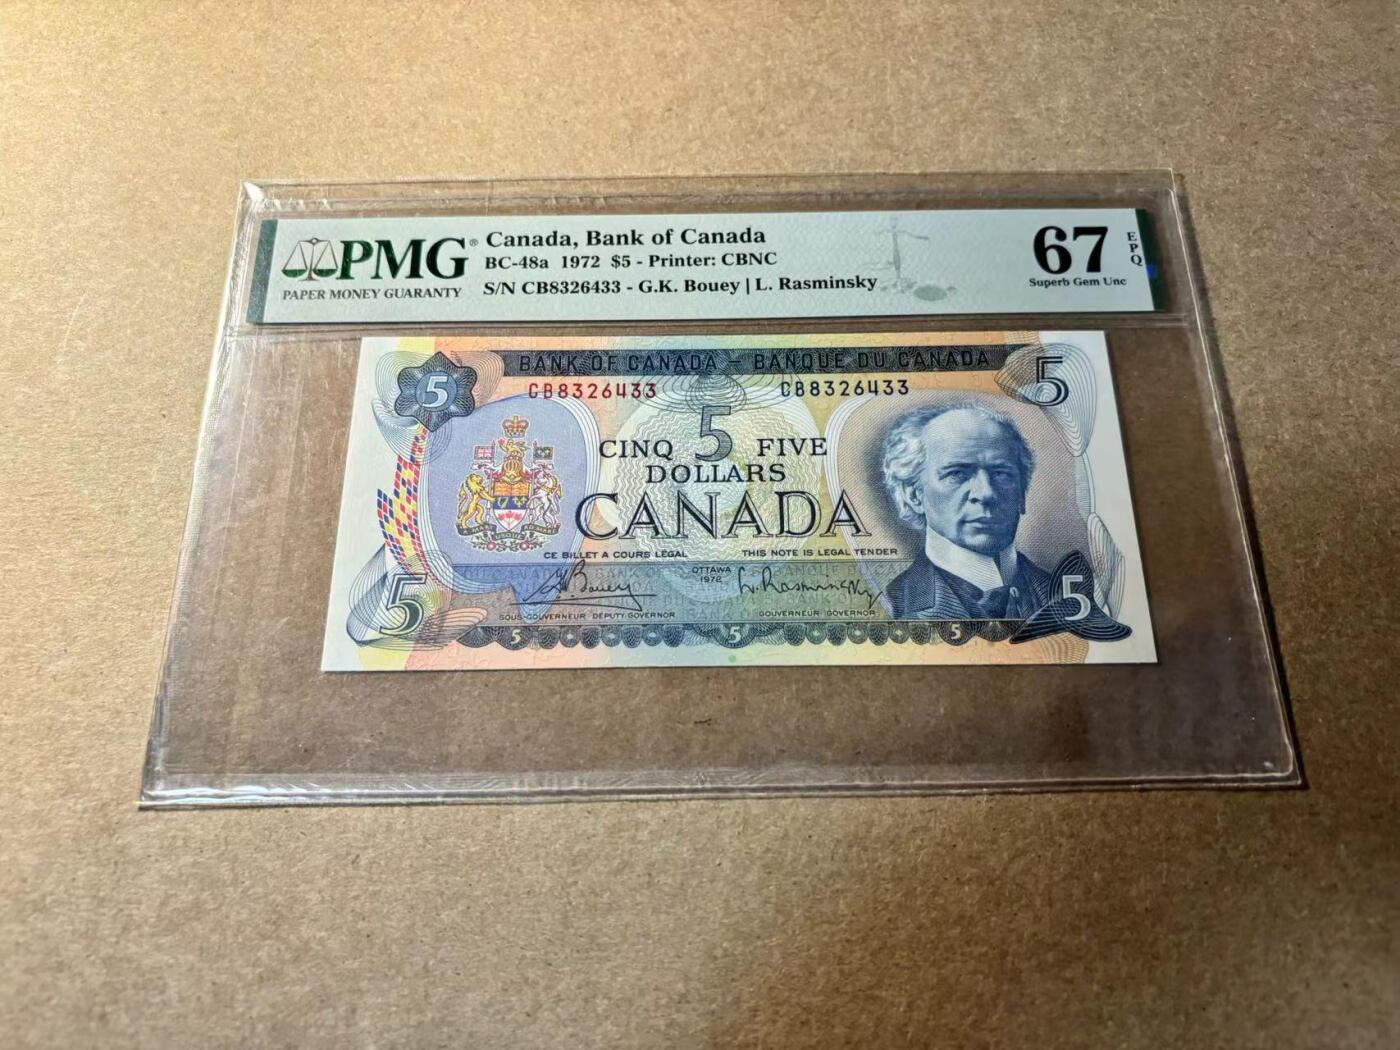 PMG®
PAPER MONEY GUARANTY
Canada, Bank of Canada
BC-48a 1972 $5 - Printer: CBNC
S/N CB8326433 - G.K. Bouey | L. Rasminsky
67
EPQ
Superb Gem Unc
BANK OF CANADA – BANQUE DU CANADA
5
5
CB8326433
CB8326433
5
CINQ FIVE
DOLLARS
CANADA
CE BILLET A COURS LEGAL
THIS NOTE IS LEGAL TENDER
OTTAWA
1972
G.K. Bouey
L. Rasminsky
SOUS-GOUVERNEUR DEPUTY GOVERNOR
GOUVERNEUR GOVERNOR
5
5
5 5 5